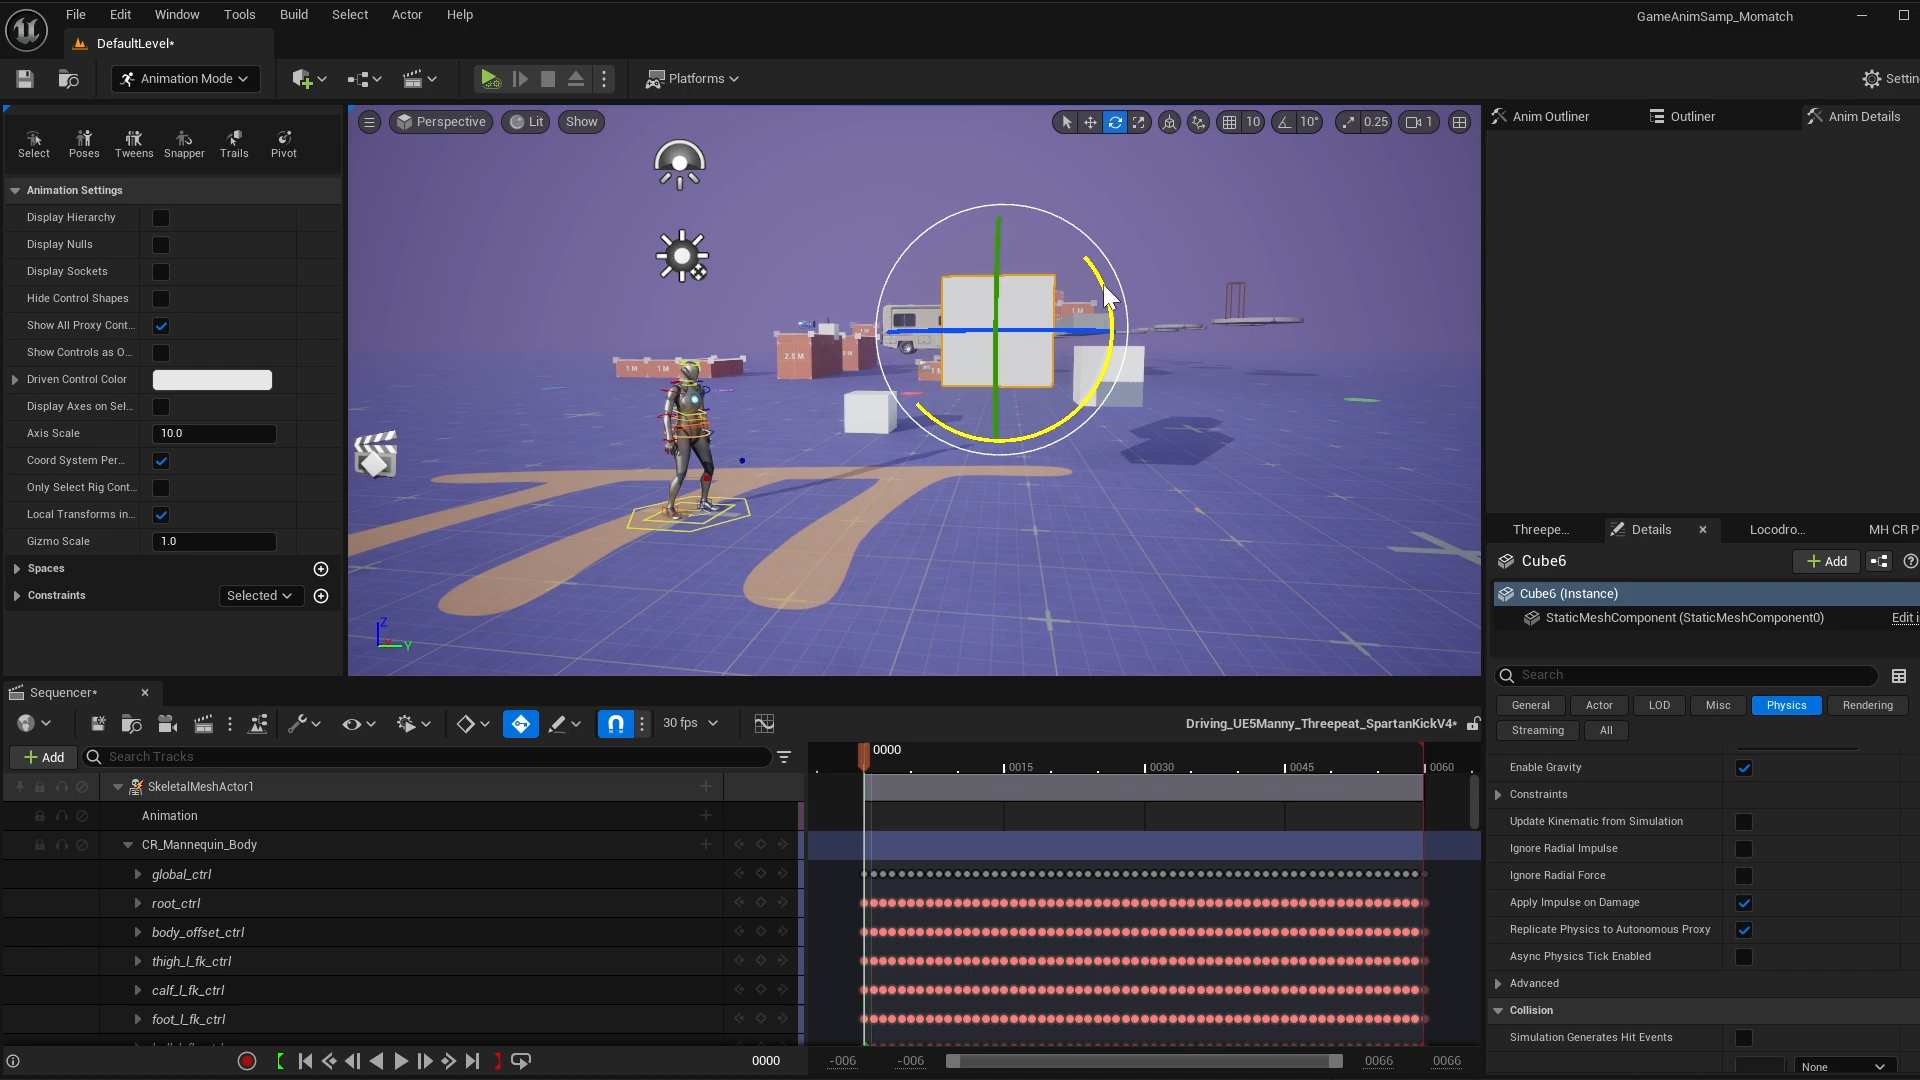 File Edit Window Tools Build Select Actor Help
GameAnimSamp_Momatch
DefaultLevel*
Animation Mode
Platforms
Settin
Select Poses Tweens Snapper Trails Pivot
Perspective Lit Show
10 10° 0.25 1
Anim Outliner Outliner Anim Details
Animation Settings
Display Hierarchy
Display Nulls
Display Sockets
Hide Control Shapes
Show All Proxy Cont...
Show Controls as O...
Driven Control Color
Display Axes on Sel...
Axis Scale 10.0
Coord System Per...
Only Select Rig Cont...
Local Transforms in...
Gizmo Scale 1.0
Spaces
Constraints Selected
1 M 1 M 2.5 M 1 M
Z Y
Threepe... Details Locodro... MH CR P
Cube6 Add
Cube6 (Instance)
StaticMeshComponent (StaticMeshComponent0) Edit i
Search
General Actor LOD Misc Physics Rendering
Streaming All
Enable Gravity
Constraints
Update Kinematic from Simulation
Ignore Radial Impulse
Ignore Radial Force
Apply Impulse on Damage
Replicate Physics to Autonomous Proxy
Async Physics Tick Enabled
Advanced
Collision
Simulation Generates Hit Events
None
Sequencer*
30 fps
Driving_UE5Manny_Threepeat_SpartanKickV4*
Add Search Tracks
0000
0015 0030 0045 0060
SkeletalMeshActor1
Animation
CR_Mannequin_Body
global_ctrl
root_ctrl
body_offset_ctrl
thigh_l_fk_ctrl
calf_l_fk_ctrl
foot_l_fk_ctrl
0000 -006 -006 0066 0066